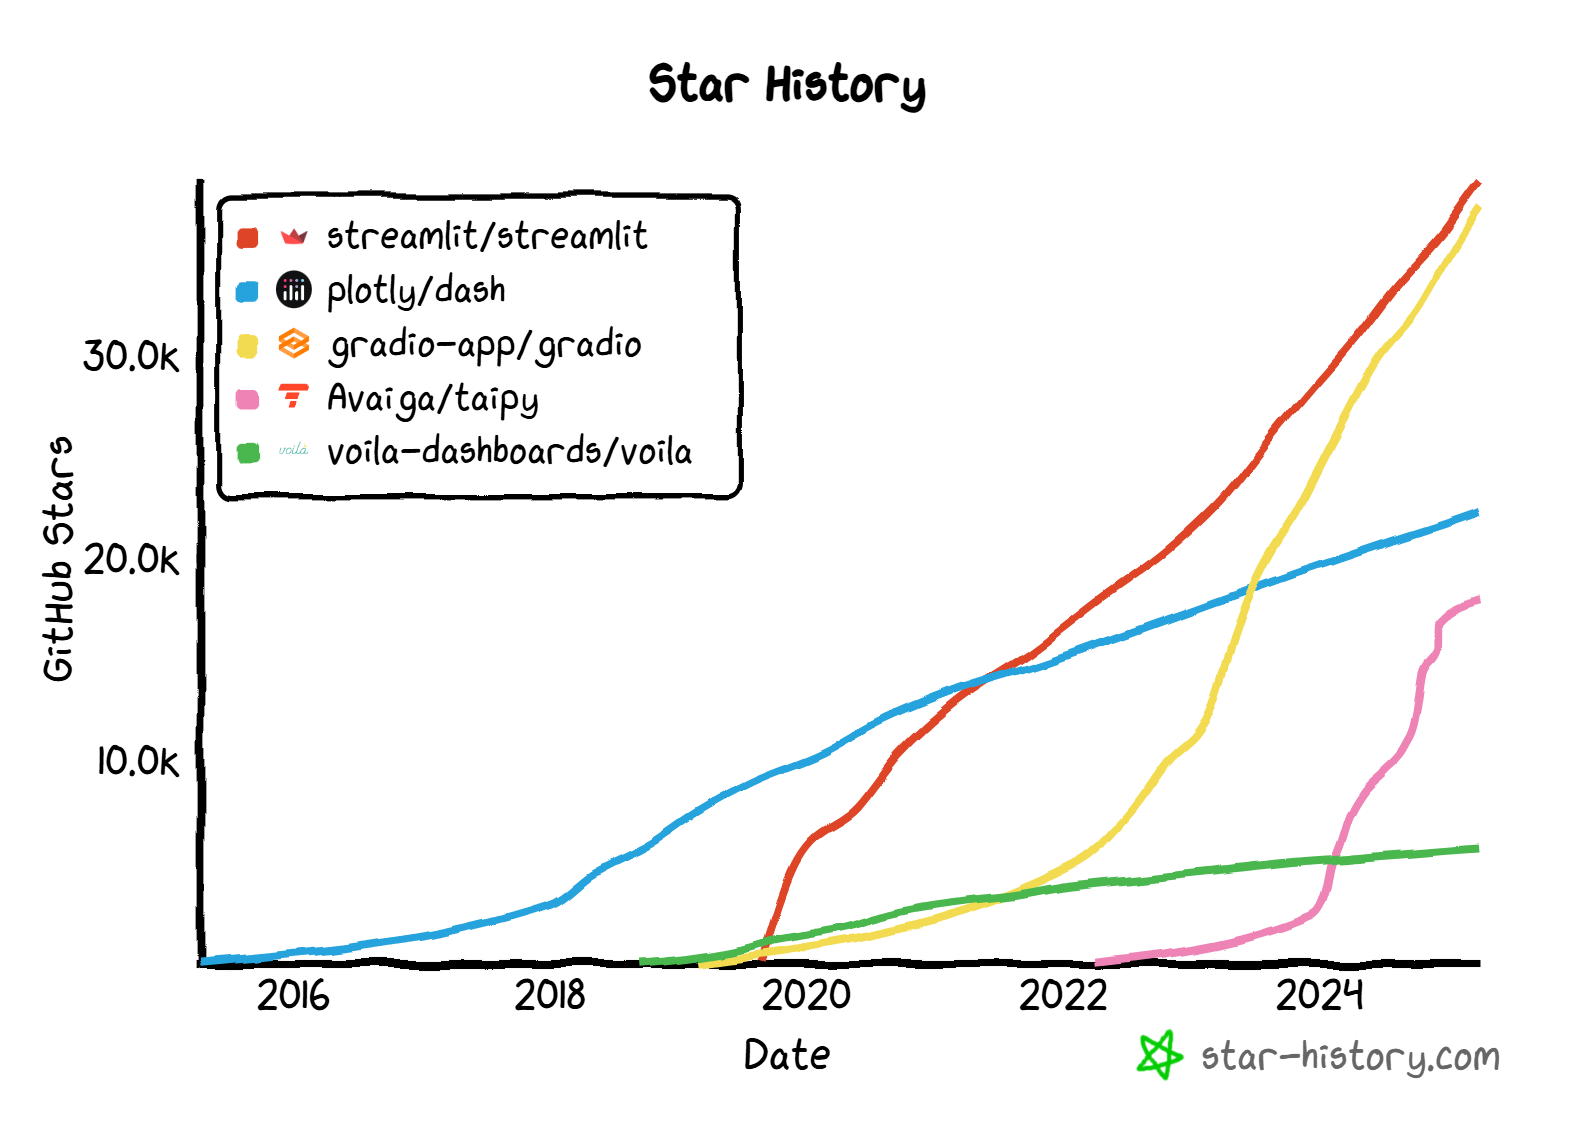 Star History
streamlit/streamlit
plotly/dash
gradio-app/gradio
Avaiga/taipy
voilà
voila-dashboards/voila
GitHub Stars
30.0k
20.0k
10.0k
2016 2018 2020 2022 2024
Date
star-history.com